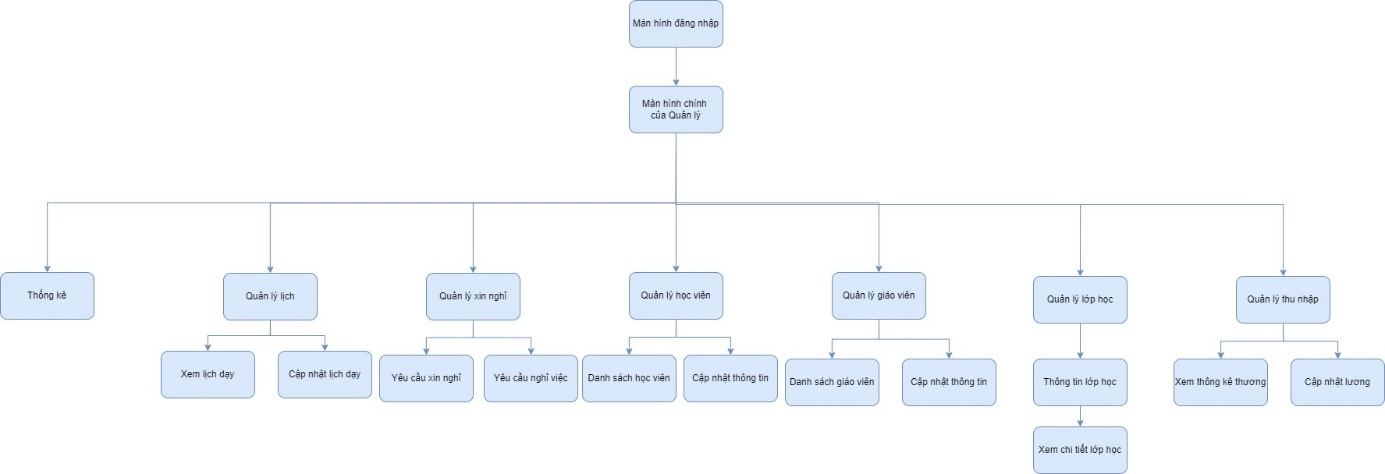 Màn hình đăng nhập
Màn hình chính
của Quản lý
Thống kê
Quản lý lịch
Quản lý xin nghỉ
Quản lý học viên
Quản lý giáo viên
Quản lý lớp học
Quản lý thu nhập
Xem lịch dạy
Cập nhật lịch dạy
Yêu cầu xin nghỉ
Yêu cầu nghỉ việc
Danh sách học viên
Cập nhật thông tin
Danh sách giáo viên
Cập nhật thông tin
Thông tin lớp học
Xem thống kê thương
Cập nhật lương
Xem chi tiết lớp học